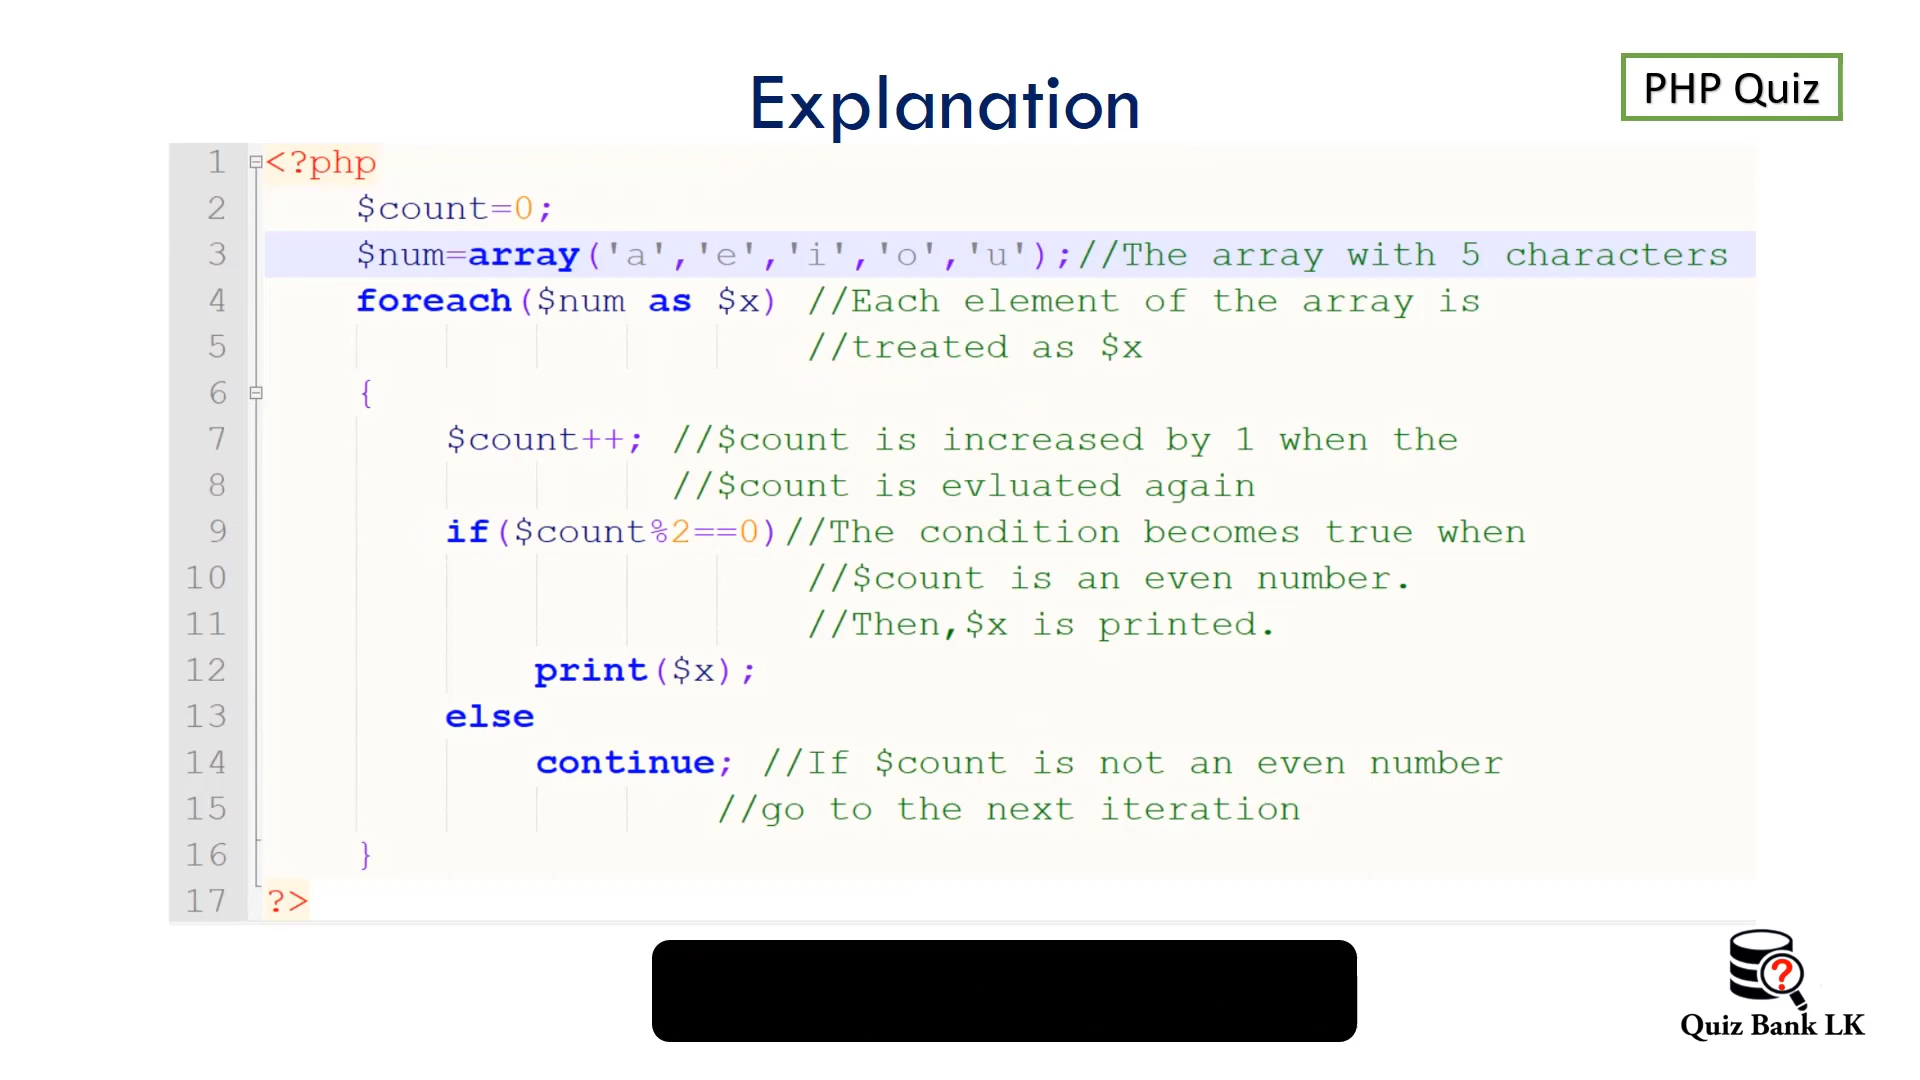 Explanation
PHP Quiz
1 <?php
2 $count=0;
3 $num=array('a','e','i','o','u');//The array with 5 characters
4 foreach($num as $x) //Each element of the array is
5 //treated as $x
6 {
7 $count++; //$count is increased by 1 when the
8 //$count is evluated again
9 if($count%2==0)//The condition becomes true when
10 //$count is an even number.
11 //Then,$x is printed.
12 print($x);
13 else
14 continue; //If $count is not an even number
15 //go to the next iteration
16 }
17 ?>
?
Quiz Bank LK